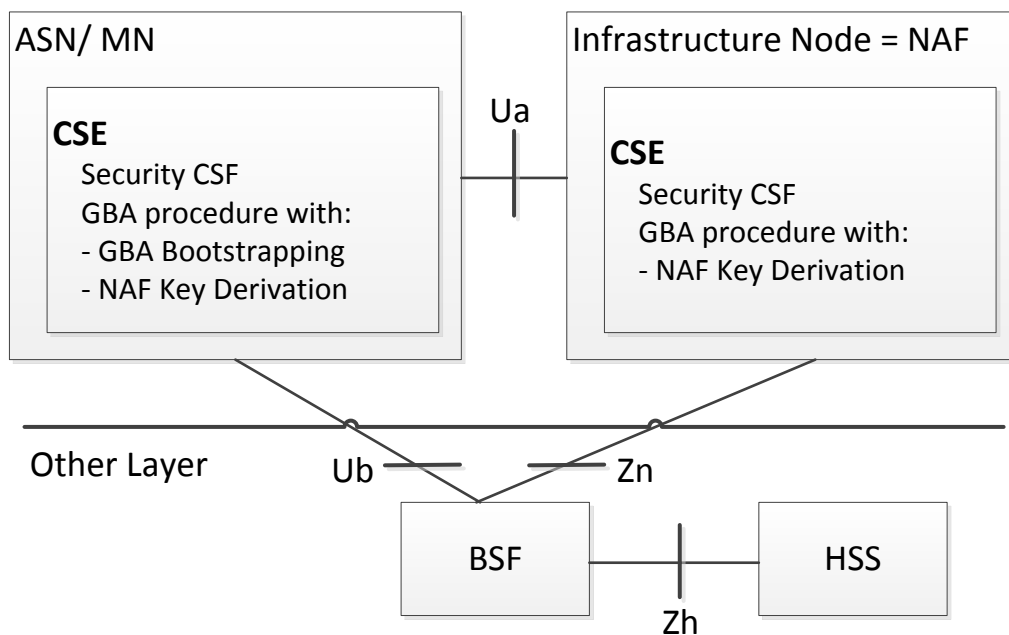 ASN/ MN
CSE
Security CSF
GBA procedure with:
- GBA Bootstrapping
- NAF Key Derivation
Ua
Infrastructure Node = NAF
CSE
Security CSF
GBA procedure with:
- NAF Key Derivation
Other Layer
Ub
Zn
BSF
Zh
HSS